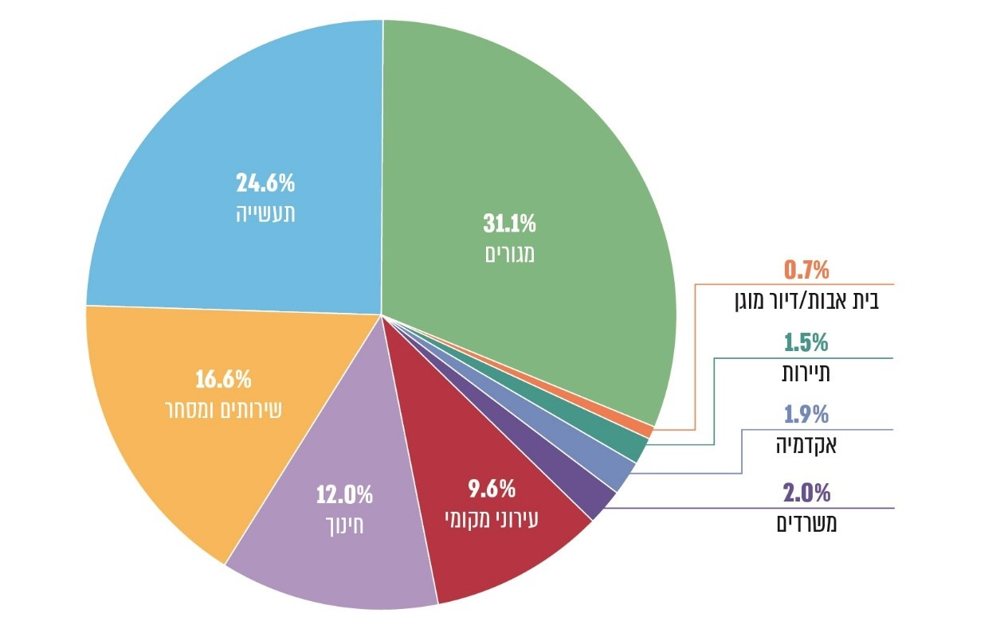 31.1%
מגורים
0.7%
בית אבות/דיור מוגן
1.5%
תיירות
1.9%
אקדמיה
2.0%
משרדים
9.6%
עירוני מקומי
12.0%
חינוך
16.6%
שירותים ומסחר
24.6%
תעשייה